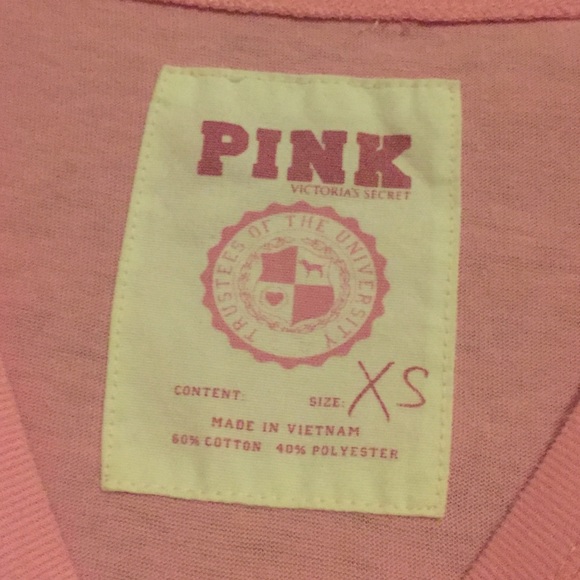 PINK
VICTORIA'S SECRET
TRUSTEES OF THE UNIVERSITY
CONTENT: SIZE: XS
MADE IN VIETNAM
60% COTTON 40% POLYESTER